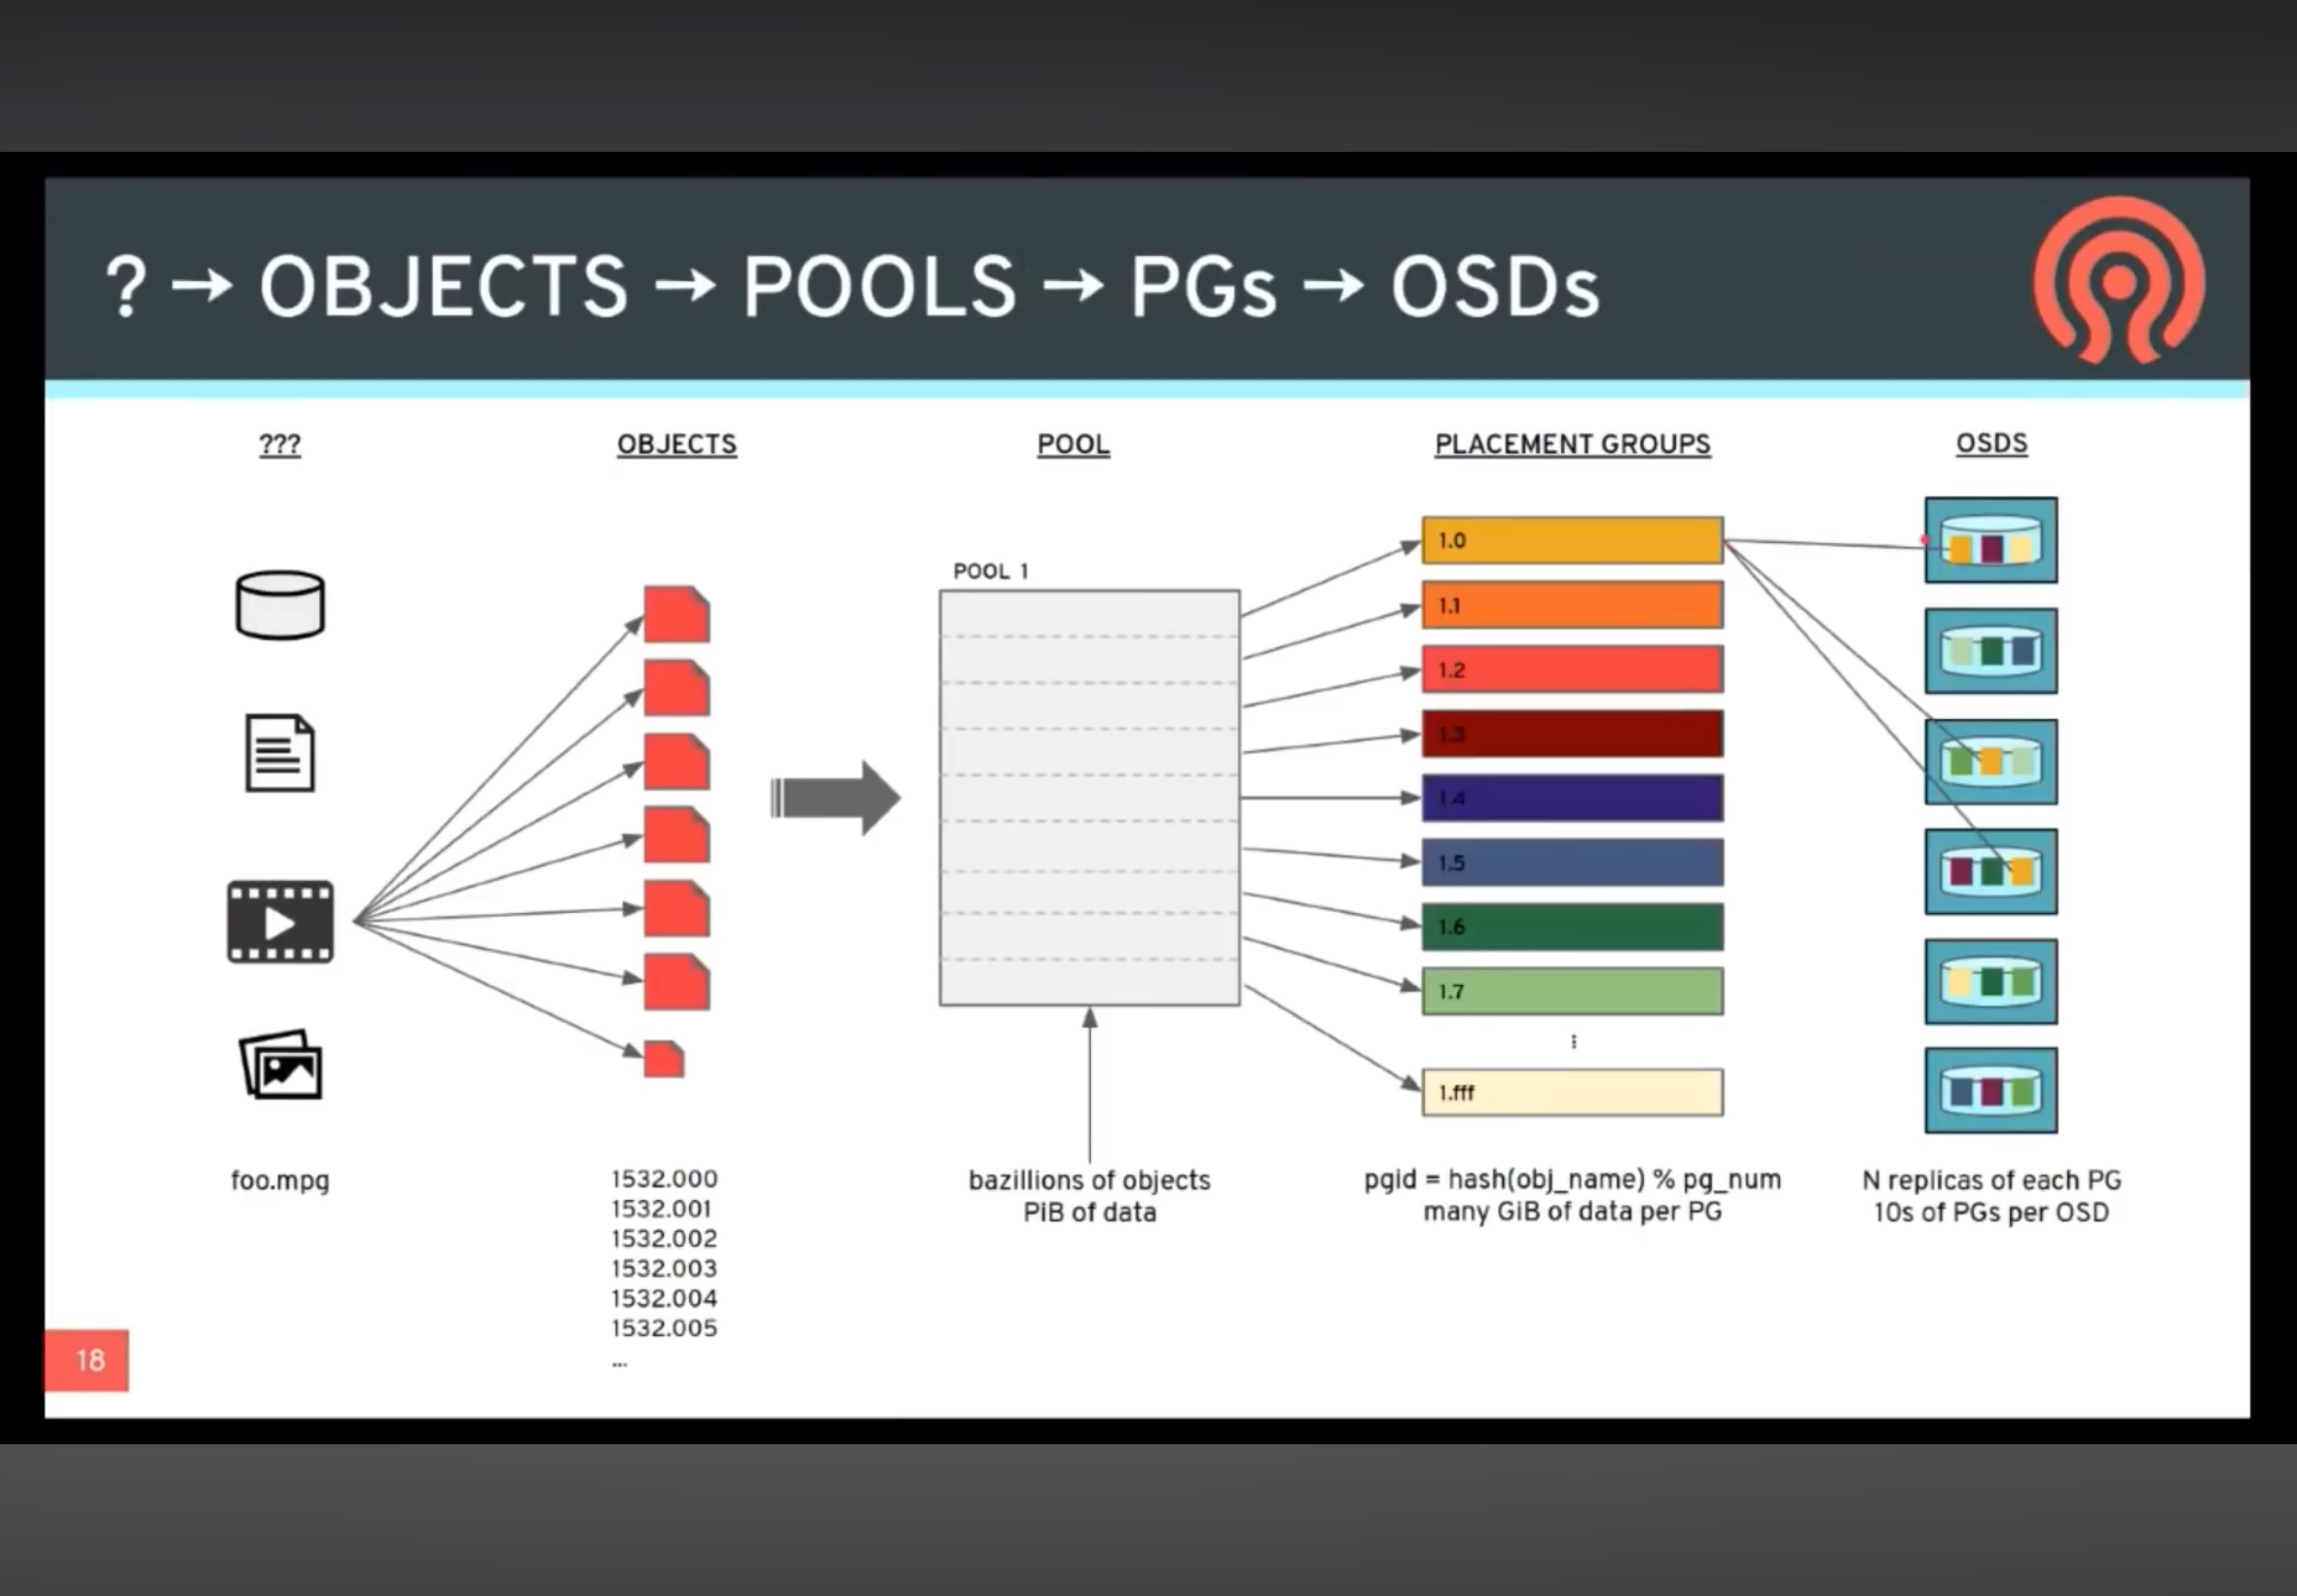 ? → OBJECTS → POOLS → PGs → OSDs
???
OBJECTS
POOL
PLACEMENT GROUPS
OSDS
POOL 1
1.0
1.1
1.2
1.3
1.4
1.5
1.6
1.7
⋮
1.fff
foo.mpg
1532.000
1532.001
1532.002
1532.003
1532.004
1532.005
...
bazillions of objects
PiB of data
pgid = hash(obj_name) % pg_num
many GiB of data per PG
N replicas of each PG
10s of PGs per OSD
18